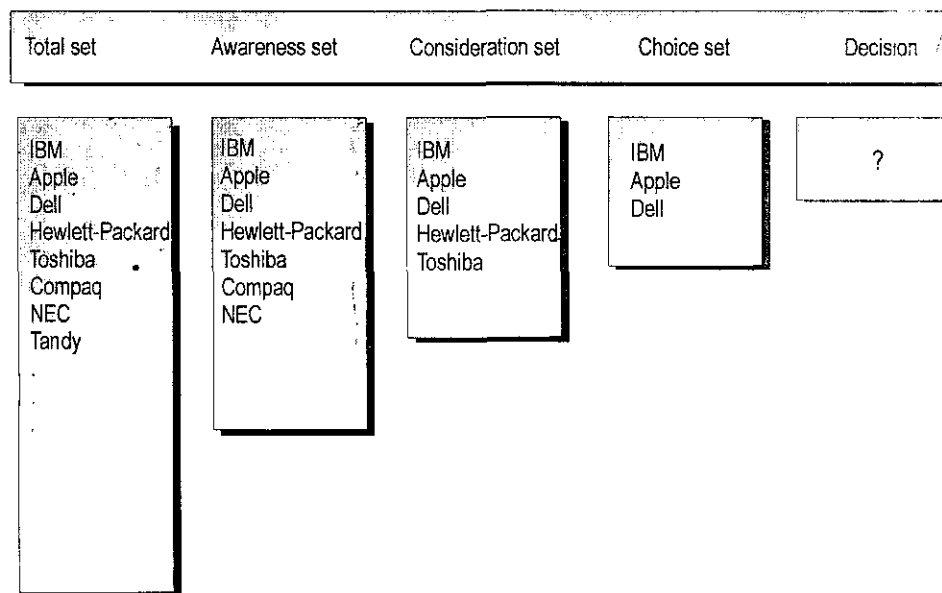 Total set Awareness set Consideration set Choice set Decision
IBM
Apple
Dell
Hewlett-Packard
Toshiba
Compaq
NEC
Tandy
.
.
.
IBM
Apple
Dell
Hewlett-Packard
Toshiba
Compaq
NEC
IBM
Apple
Dell
Hewlett-Packard
Toshiba
IBM
Apple
Dell
?